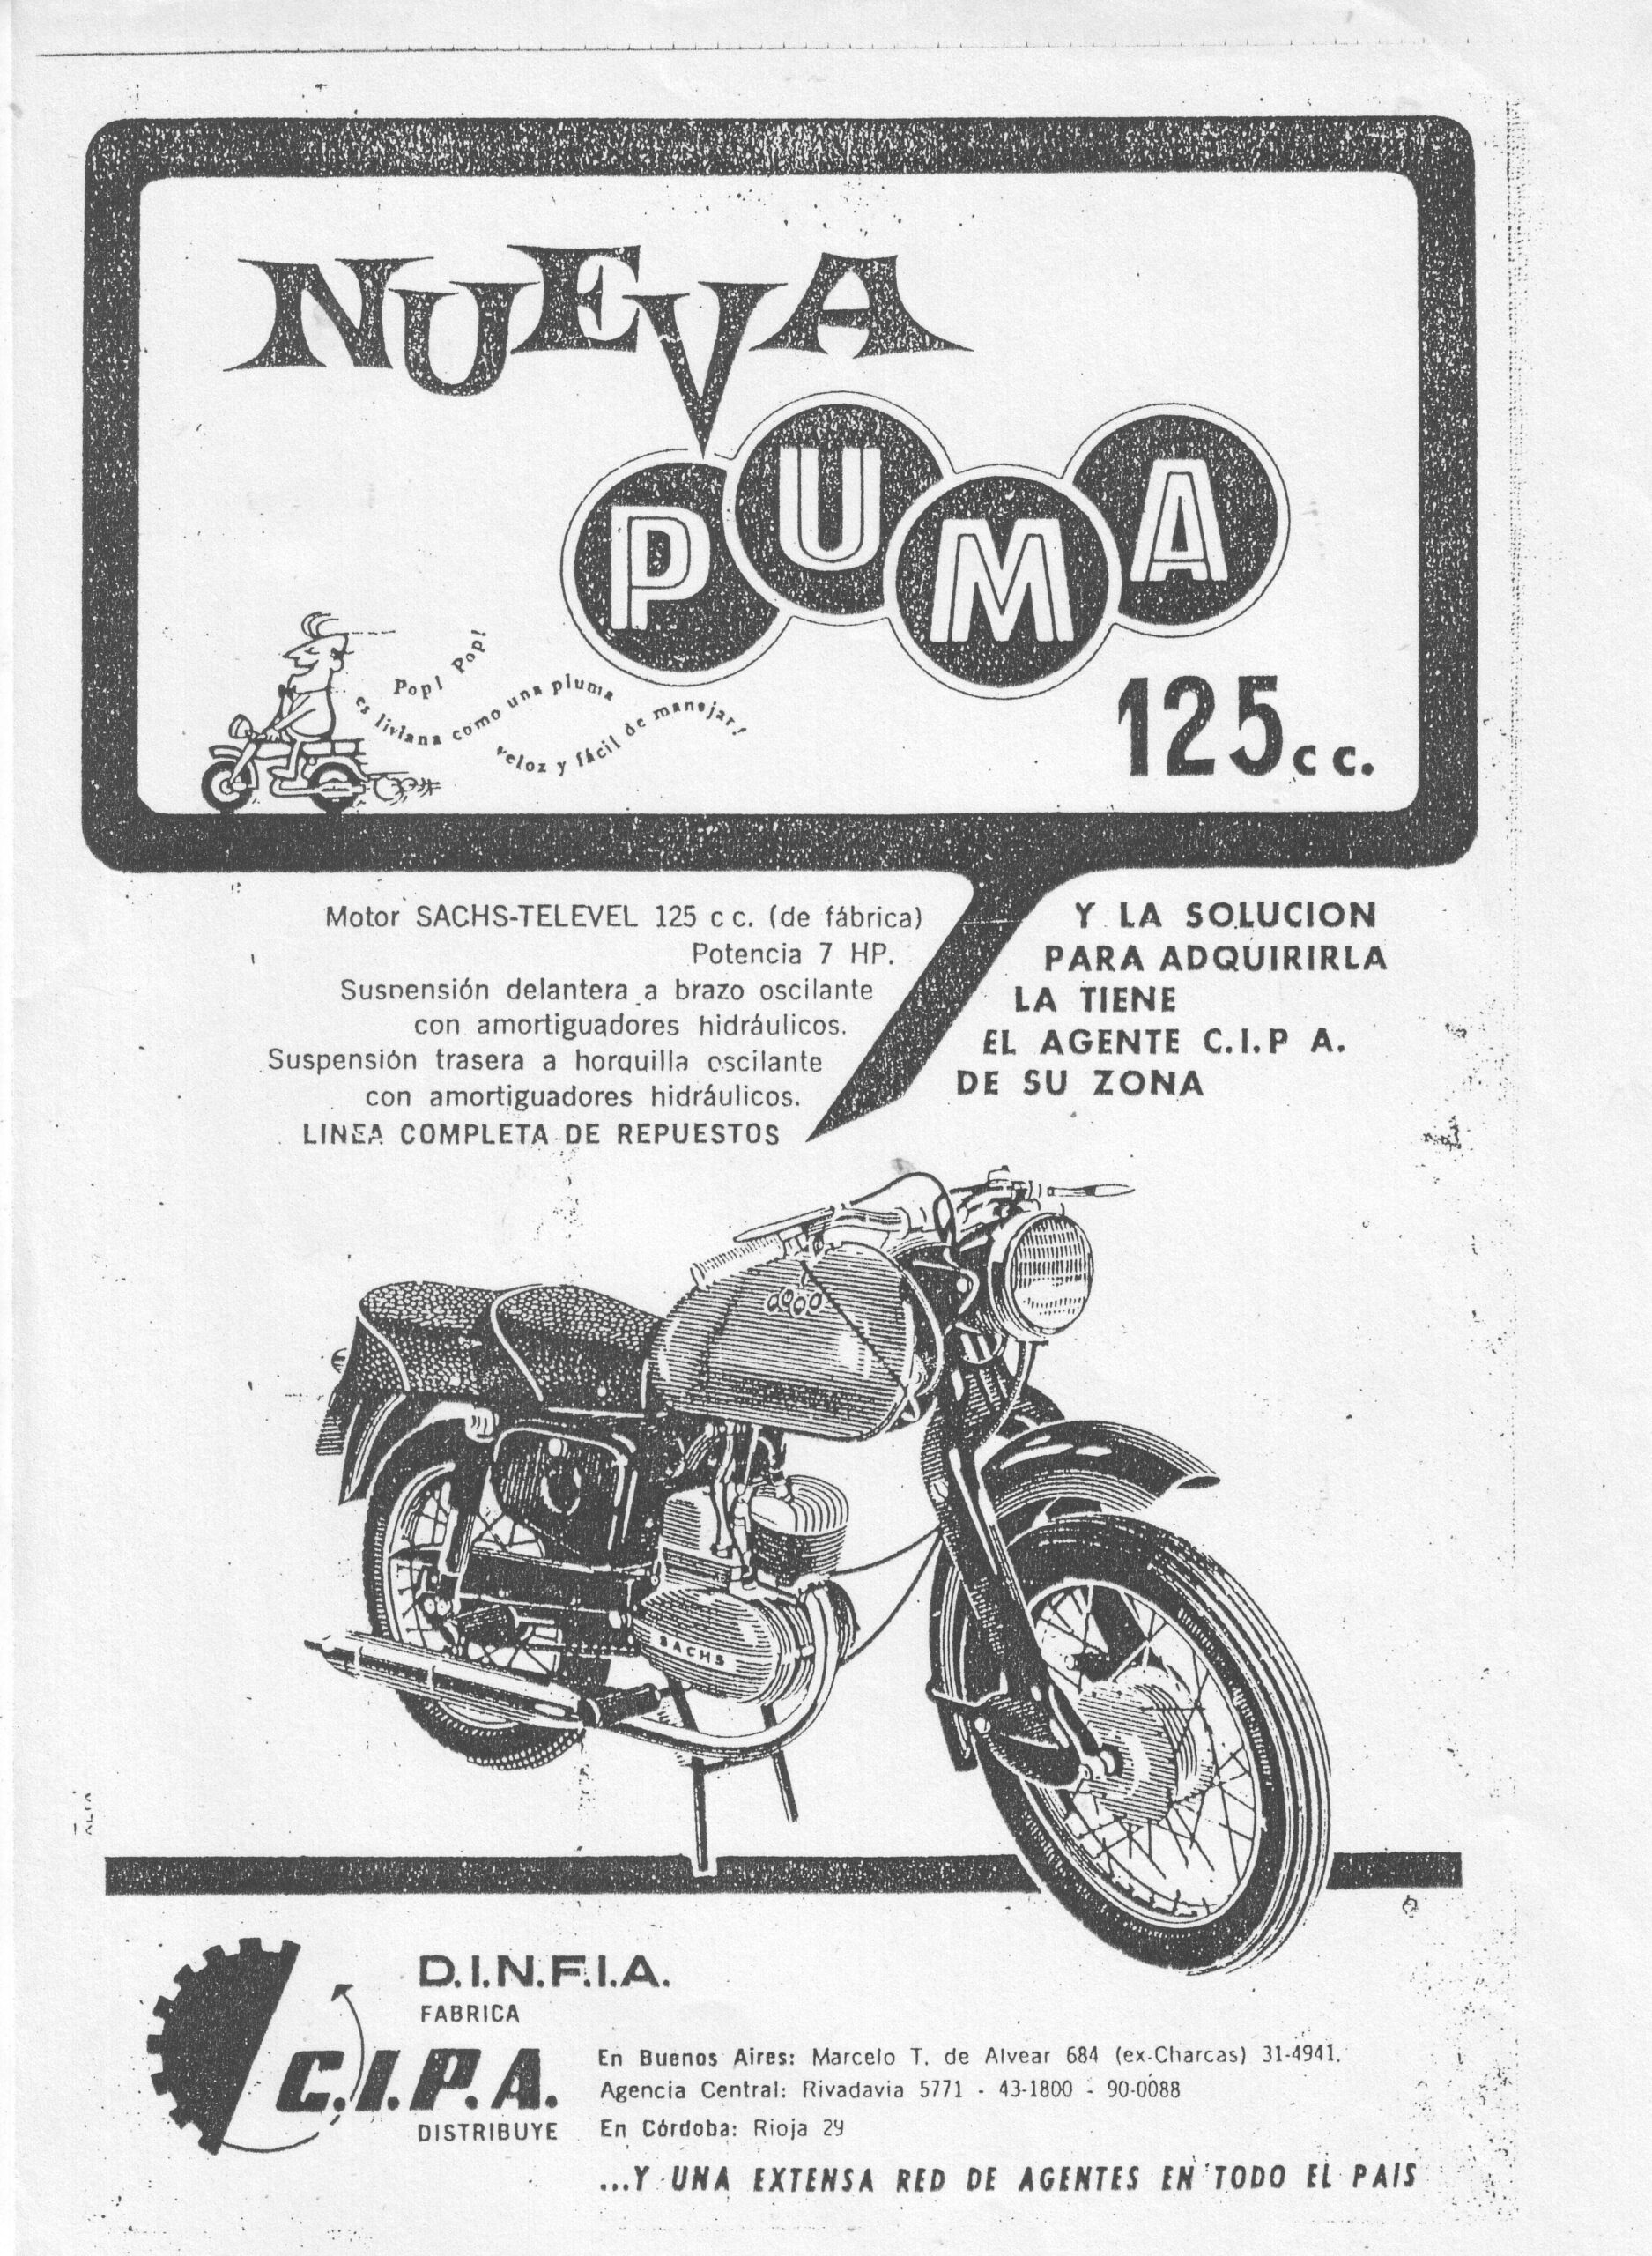 NUEVA
PUMA
125 cc.
Pop! Pop!
es liviana como una pluma
veloz y fácil de manejar!
Motor SACHS-TELEVEL 125 c c. (de fábrica)
Potencia 7 HP.
Suspensión delantera a brazo oscilante
con amortiguadores hidráulicos.
Suspensión trasera a horquilla oscilante
con amortiguadores hidráulicos.
LINEA COMPLETA DE REPUESTOS
Y LA SOLUCION
PARA ADQUIRIRLA
LA TIENE
EL AGENTE C.I.P A.
DE SU ZONA
SACHS
D.I.N.F.I.A.
FABRICA
C.I.P.A.
DISTRIBUYE
En Buenos Aires: Marcelo T. de Alvear 684 (ex-Charcas) 31-4941.
Agencia Central: Rivadavia 5771 - 43-1800 - 90-0088
En Córdoba: Rioja 29
...Y UNA EXTENSA RED DE AGENTES EN TODO EL PAIS